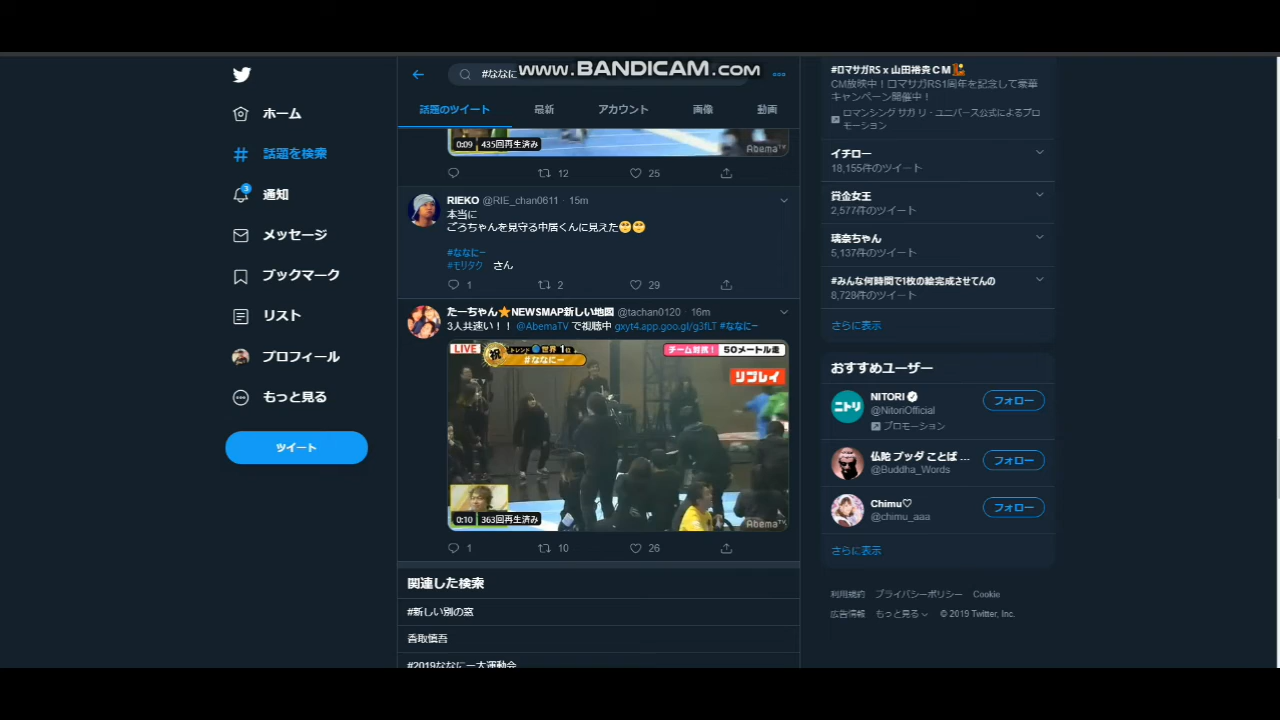 www.BANDICAM.com
#ななに
話題のツイート 最新 アカウント 画像 動画
ホーム
話題を検索
3
通知
メッセージ
ブックマーク
リスト
プロフィール
もっと見る
ツイート
0:09 435回再生済み
AbemaTV
12 25
RIEKO @RIE_chan0611 · 15m
本当に
ごろちゃんを見守る中居くんに見えた🥺🥺
#ななにー
#モリタク さん
1 2 29
たーちゃん⭐NEWSMAP新しい地図 @tachan0120 · 16m
3人共速い！！ @AbemaTV で視聴中 gxyt4.app.goo.gl/g3fLT #ななにー
LIVE
祝 トレンド 世界 1位
#ななにー
チーム対抗！ 50メートル走
リプレイ
0:10 363回再生済み
AbemaTV
1 10 26
関連した検索
#新しい別の窓
香取慎吾
#2019ななにー大運動会
#ロマサガRS x 山田裕貴ＣＭ
CM放映中！ロマサガRS1周年を記念して豪華
キャンペーン開催中！
ロマンシング サガ リ・ユニバース公式によるプロ
モーション
イチロー
18,155件のツイート
賞金女王
2,577件のツイート
璃奈ちゃん
5,137件のツイート
#みんな何時間で1枚の絵完成させてんの
8,728件のツイート
さらに表示
おすすめユーザー
ニトリ
NITORI
@NitoriOfficial
プロモーション
フォロー
仏陀 ブッダ ことば ...
@Buddha_Words
フォロー
Chimu♡
@chimu_aaa
フォロー
さらに表示
利用規約 プライバシーポリシー Cookie
広告情報 もっと見る © 2019 Twitter, Inc.